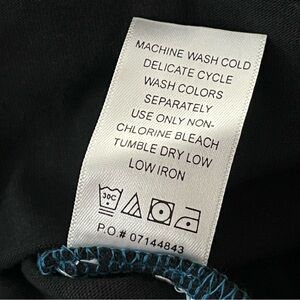 MACHINE WASH COLD
DELICATE CYCLE
WASH COLORS
SEPARATELY
USE ONLY NON-
CHLORINE BLEACH
TUMBLE DRY LOW
LOW IRON
30C
P.O.# 07144843